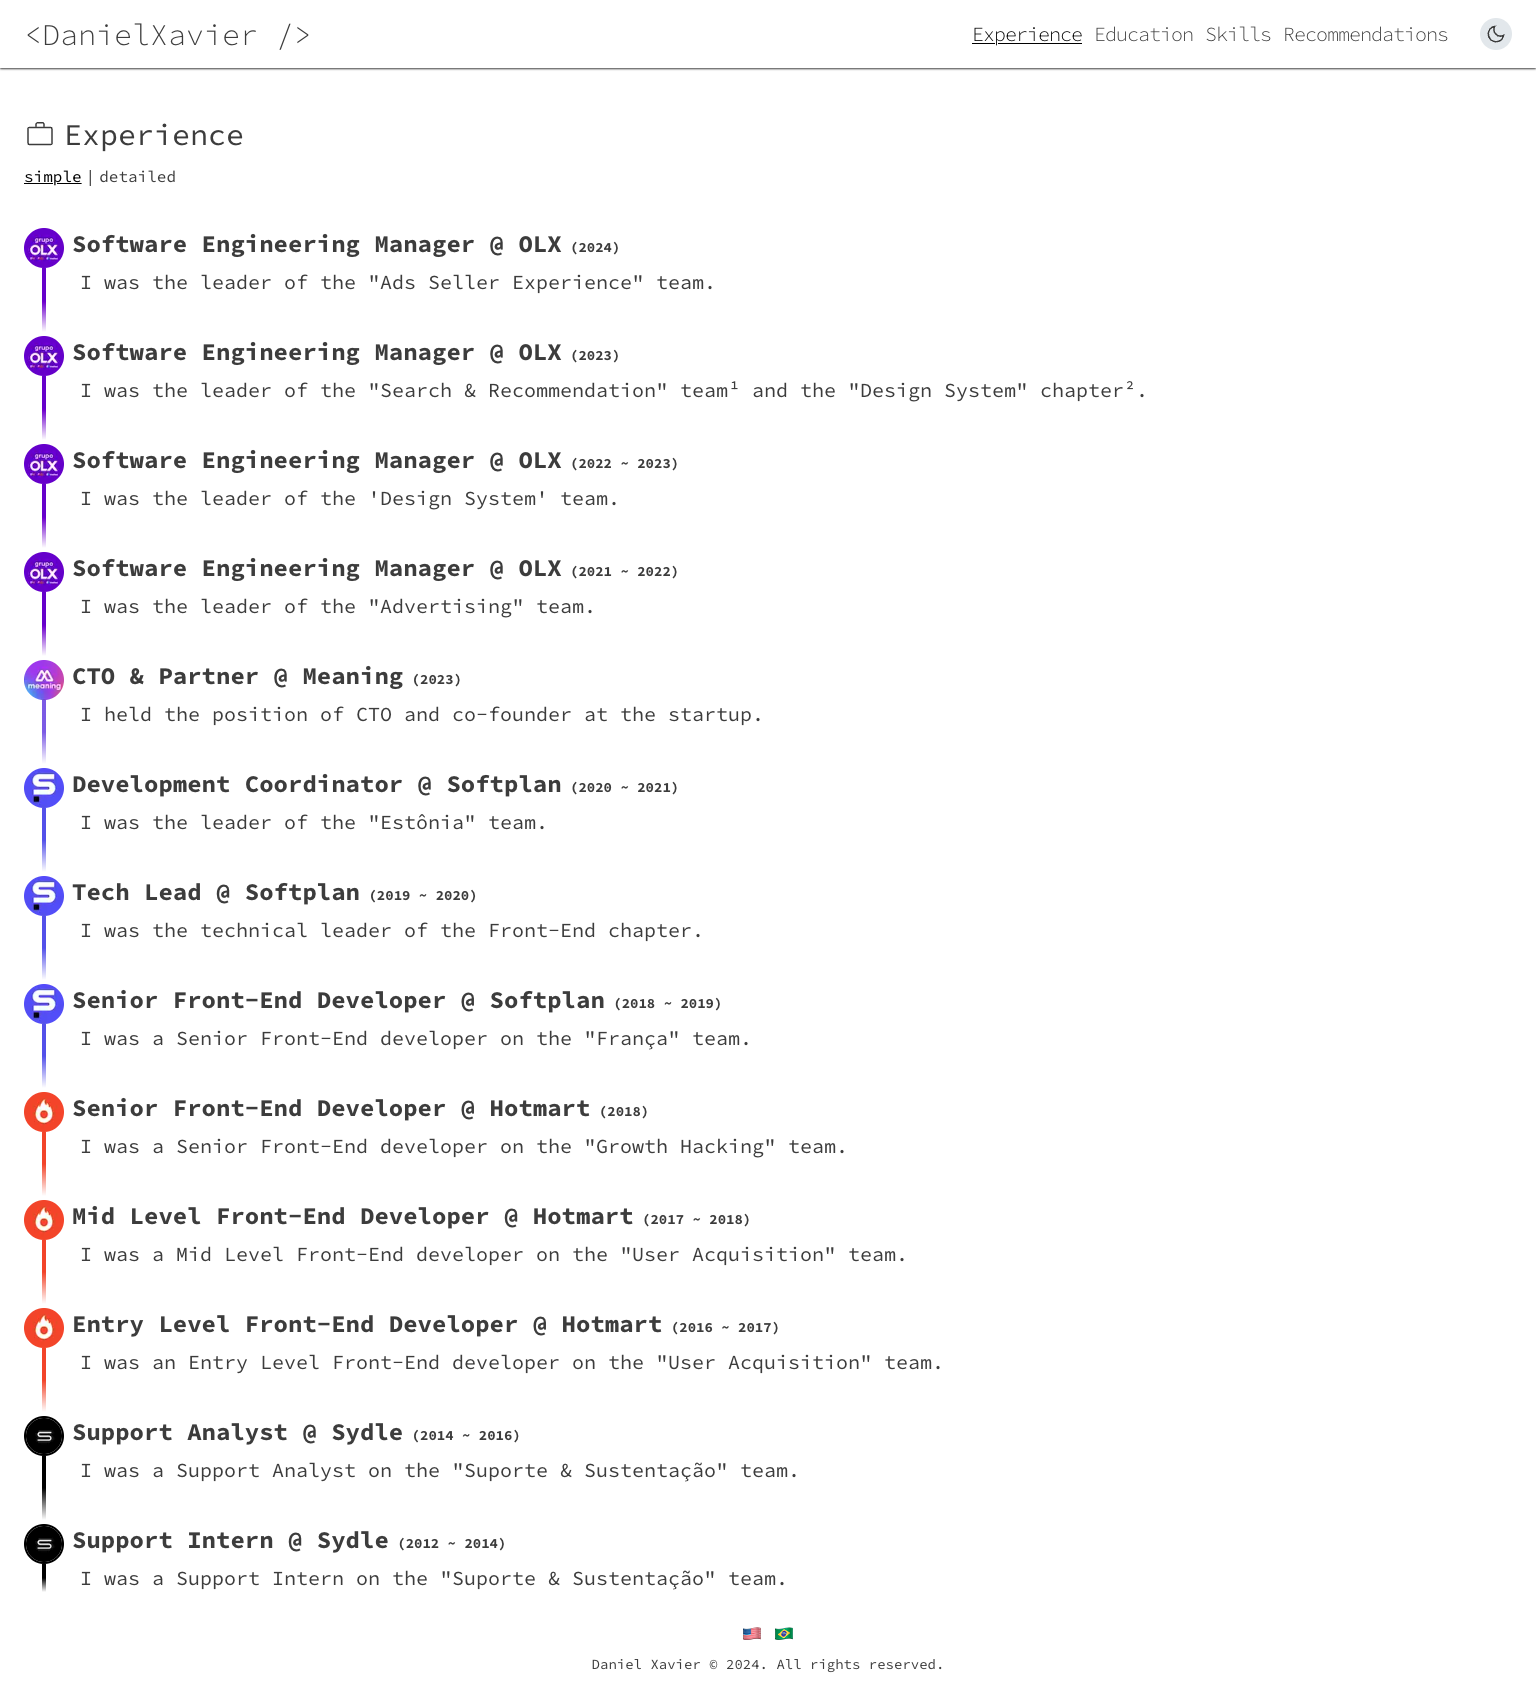 <DanielXavier />
Experience Education Skills Recommendations
Experience
simple | detailed
grupo OLX
Software Engineering Manager @ OLX (2024)
I was the leader of the "Ads Seller Experience" team.
grupo OLX
Software Engineering Manager @ OLX (2023)
I was the leader of the "Search & Recommendation" team¹ and the "Design System" chapter².
grupo OLX
Software Engineering Manager @ OLX (2022 ~ 2023)
I was the leader of the 'Design System' team.
grupo OLX
Software Engineering Manager @ OLX (2021 ~ 2022)
I was the leader of the "Advertising" team.
meaning
CTO & Partner @ Meaning (2023)
I held the position of CTO and co-founder at the startup.
Development Coordinator @ Softplan (2020 ~ 2021)
I was the leader of the "Estônia" team.
Tech Lead @ Softplan (2019 ~ 2020)
I was the technical leader of the Front-End chapter.
Senior Front-End Developer @ Softplan (2018 ~ 2019)
I was a Senior Front-End developer on the "França" team.
Senior Front-End Developer @ Hotmart (2018)
I was a Senior Front-End developer on the "Growth Hacking" team.
Mid Level Front-End Developer @ Hotmart (2017 ~ 2018)
I was a Mid Level Front-End developer on the "User Acquisition" team.
Entry Level Front-End Developer @ Hotmart (2016 ~ 2017)
I was an Entry Level Front-End developer on the "User Acquisition" team.
Support Analyst @ Sydle (2014 ~ 2016)
I was a Support Analyst on the "Suporte & Sustentação" team.
Support Intern @ Sydle (2012 ~ 2014)
I was a Support Intern on the "Suporte & Sustentação" team.
Daniel Xavier © 2024. All rights reserved.